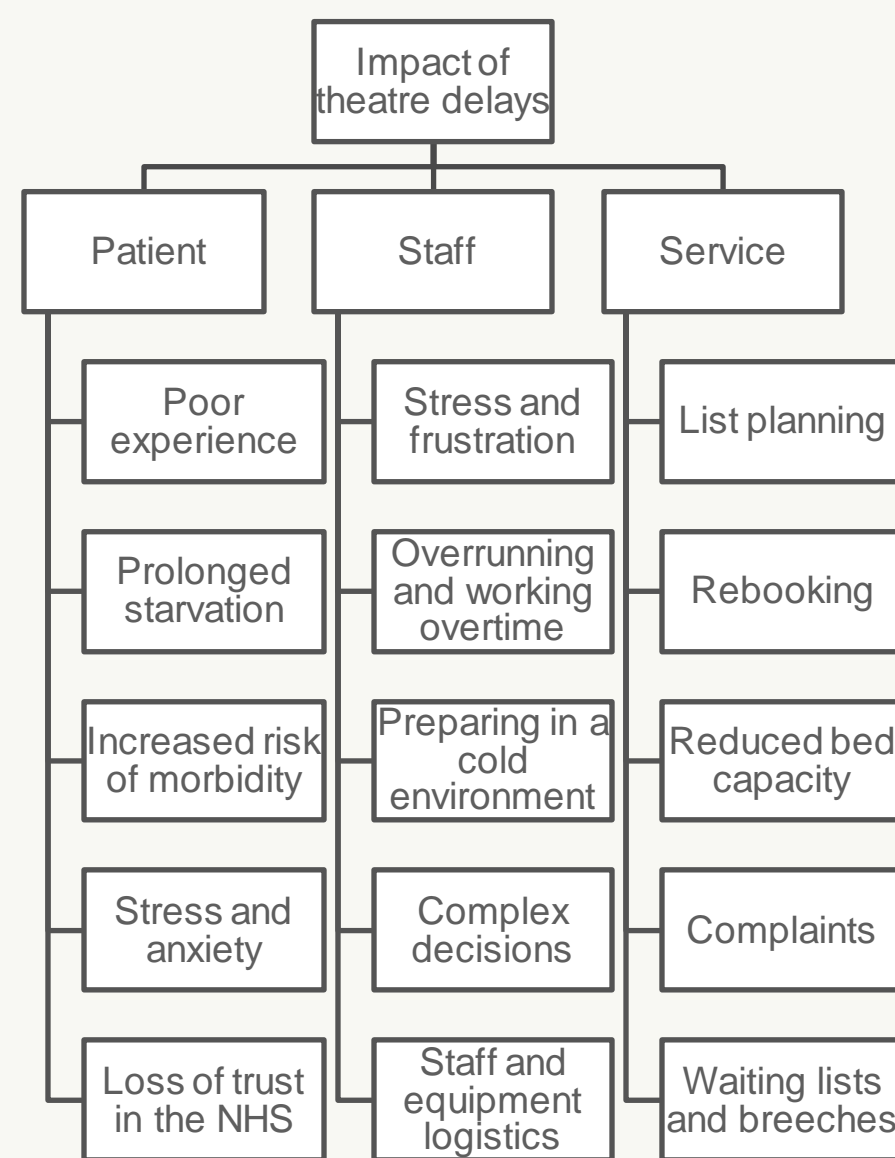 Impact of
theatre delays
Patient
Staff
Service
Poor
experience
Prolonged
starvation
Increased risk
of morbidity
Stress and
anxiety
Loss of trust
in the NHS
Stress and
frustration
Overrunning
and working
overtime
Preparing in a
cold
environment
Complex
decisions
Staff and
equipment
logistics
List planning
Rebooking
Reduced bed
capacity
Complaints
Waiting lists
and breeches